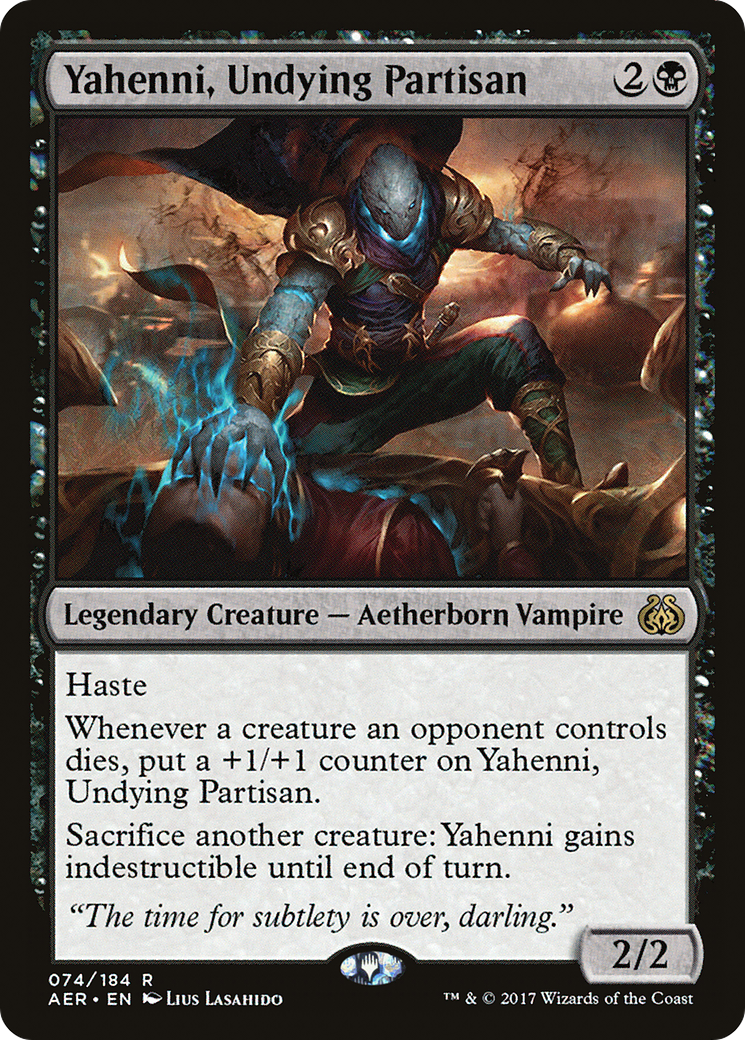 Yahenni, Undying Partisan 2
Legendary Creature — Aetherborn Vampire
Haste
Whenever a creature an opponent controls
dies, put a +1/+1 counter on Yahenni,
Undying Partisan.
Sacrifice another creature: Yahenni gains
indestructible until end of turn.
“The time for subtlety is over, darling.”
2/2
074/184 R
AER • EN Lius Lasahido
™ & © 2017 Wizards of the Coast